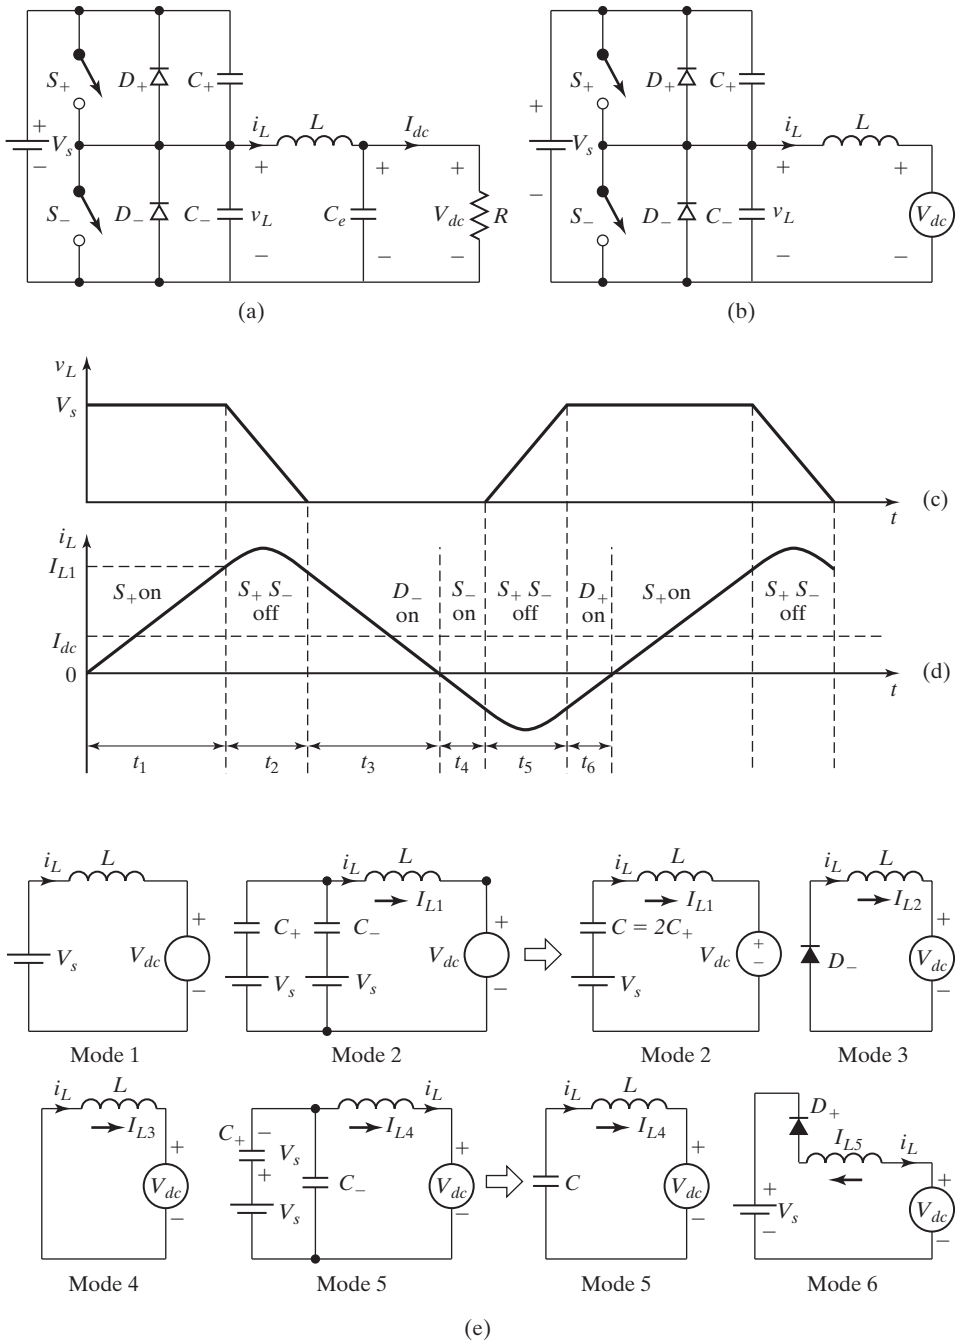 S+ D+ C+
+ Vs −
iL L Idc
+ + +
S− D− C− vL Ce Vdc R
− − −
(a)
S+ D+ C+
+ Vs −
iL L
+ +
S− D− C− vL Vdc
− −
(b)
vL
Vs
t
(c)
iL
IL1
S+ on
S+ S− off
D− on
S− on
S+ S− off
D+ on
S+ on
S+ S− off
Idc
0
t
(d)
t1 t2 t3 t4 t5 t6
iL L
Vs Vdc + −
Mode 1
iL L
IL1
C+ C−
Vs Vs Vdc + −
Mode 2
iL L
IL1
C = 2C+
Vs Vdc + −
Mode 2
iL L
IL2
D− Vdc + −
Mode 3
iL L
IL3
Vdc + −
Mode 4
L iL
IL4
C+ − Vs +
Vs C− Vdc + −
Mode 5
iL L
IL4
C Vdc + −
Mode 5
D+
IL5 iL
+ Vs − Vdc + −
Mode 6
(e)